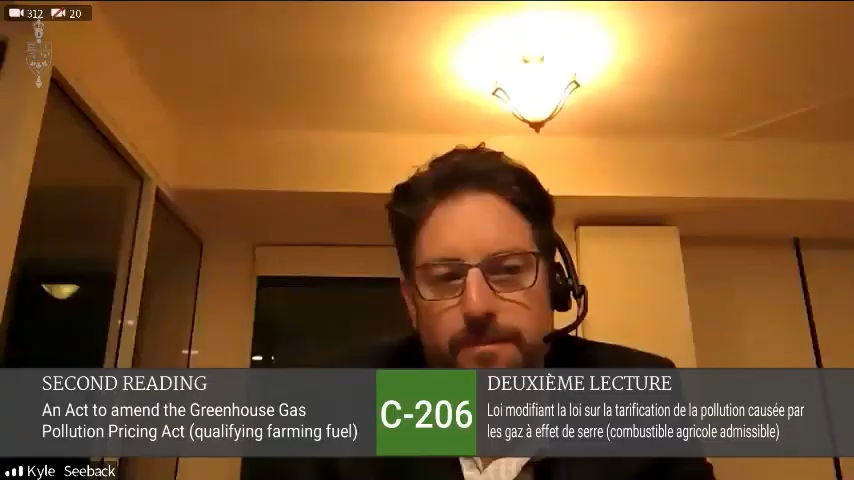 312 20
SECOND READING
An Act to amend the Greenhouse Gas
Pollution Pricing Act (qualifying farming fuel)
C-206
DEUXIÈME LECTURE
Loi modifiant la loi sur la tarification de la pollution causée par
les gaz à effet de serre (combustible agricole admissible)
Kyle Seeback